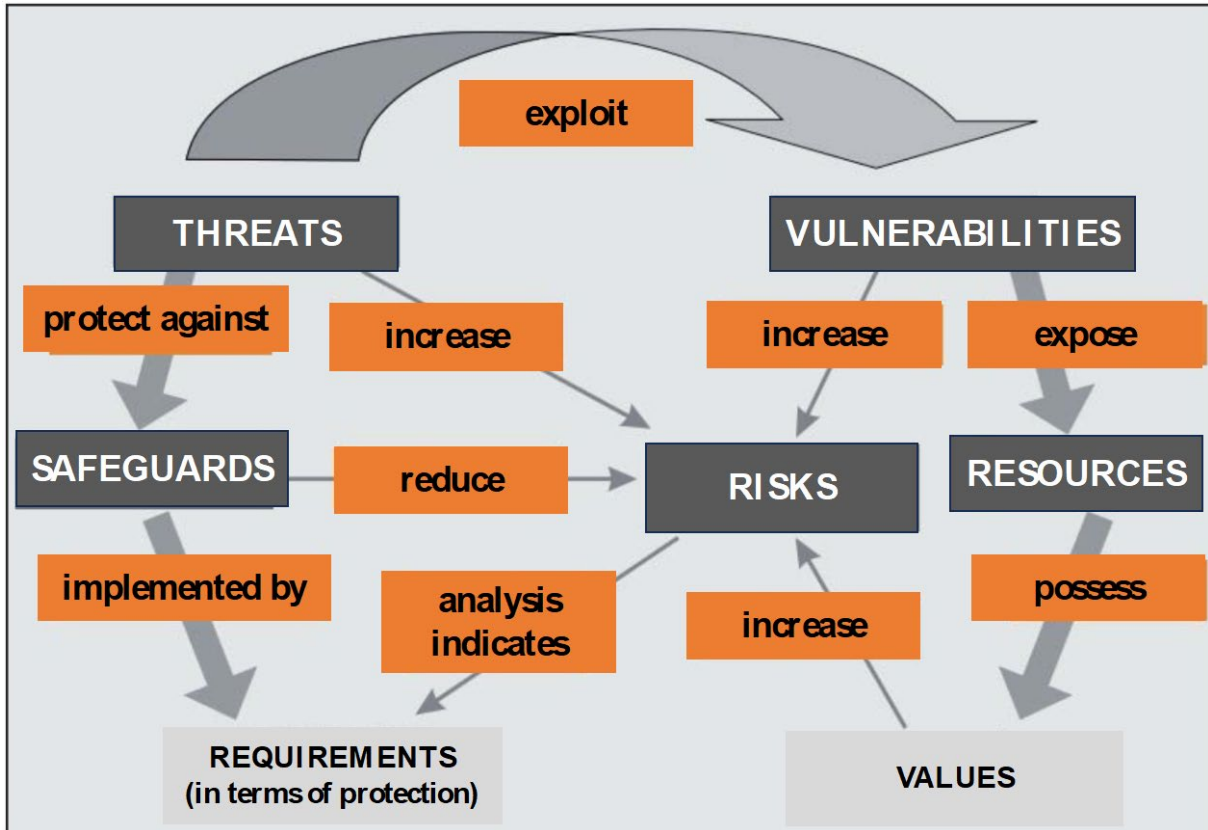 exploit
THREATS
VULNERABILITIES
protect against
increase
increase
expose
SAFEGUARDS
reduce
RISKS
RESOURCES
implemented by
analysis
indicates
increase
possess
REQUIREMENTS
(in terms of protection)
VALUES